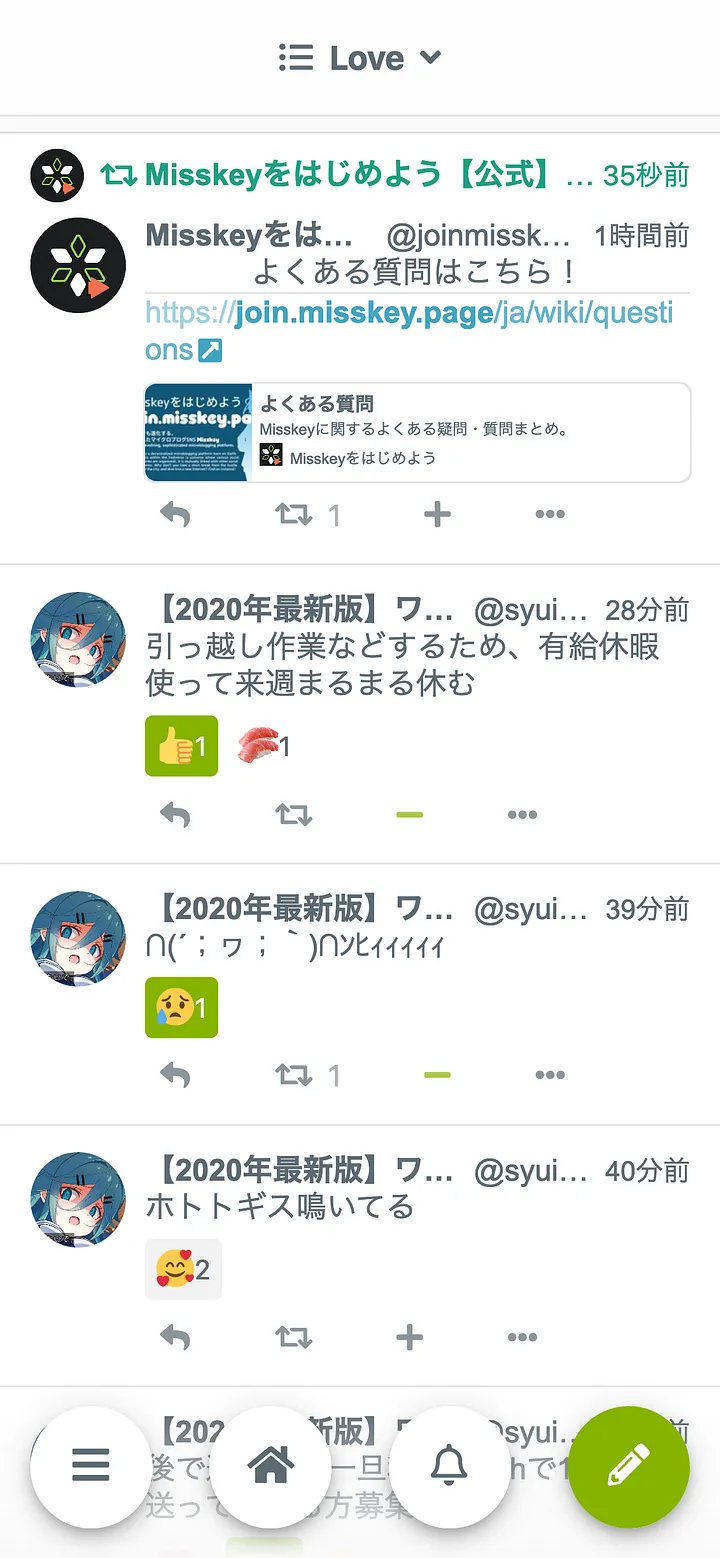 Love
Misskeyをはじめよう【公式】... 35秒前
Misskeyをは... @joinmissk... 1時間前
よくある質問はこちら！
https://join.misskey.page/ja/wiki/questi
ons
skeyをはじめよう
in.misskey.pa
よくある質問
Misskeyに関するよくある疑問・質問まとめ。
Misskeyをはじめよう
1
【2020年最新版】ワ... @syui... 28分前
引っ越し作業などするため、有給休暇
使って来週まるまる休む
1 1
【2020年最新版】ワ... @syui... 39分前
∩(´；ヮ；｀)∩ﾝﾋｨｨｨｨｨ
1
1
【2020年最新版】ワ... @syui... 40分前
ホトトギス鳴いてる
2
【202 新版】 @syui... 前
後で 一旦 hで1
送って 方募集